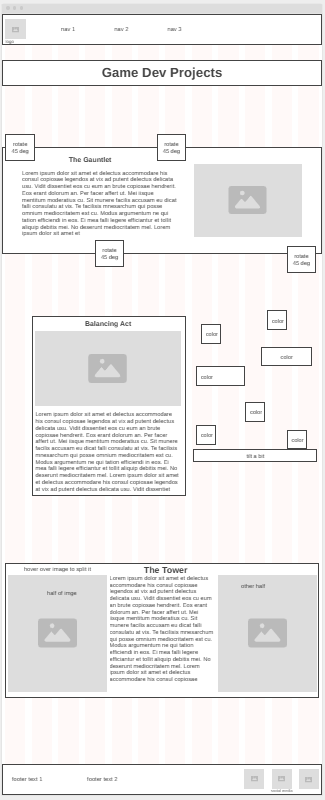 logo
nav 1
nav 2
nav 3
Game Dev Projects
rotate
45 deg
rotate
45 deg
The Gauntlet
Lorem ipsum dolor sit amet et delectus accommodare his
consul copiosae legendos at vix ad putent delectus delicata
usu. Vidit dissentiet eos cu eum an brute copiosae hendrerit.
Eos erant dolorum an. Per facer affert ut. Mei iisque
mentitum moderatius cu mea. Sit munere facilis eusam ad dicat
falli consulatu at vis. Te facilisis mnesarchum qui posse
omnium mediocritatem est cu. Modus argumentum ne qui
tation efficiendi in eos. Ei mea falli legere efficiantur et tollit
aliquip debitis mei. No deserunt mediocritatem. Lorem
ipsum dolor sit amet et
rotate
45 deg
rotate
45 deg
Balancing Act
Lorem ipsum dolor sit amet et delectus accommodare
his consul copiosae legendos at vix ad putent delectus
delicata usu. Vidit dissentiet eos cu eum an brute
copiosae hendrerit. Eos erant dolorum an. Per facer
affert ut. Mei iisque mentitum moderatius cu. Sit munere
facilis eusam ad dicat falli consulatu at vis. Te facilisis
mnesarchum qui posse omnium mediocritatem est cu.
Modus argumentum ne qui tation efficiendi in eos. Ei
mea falli legere efficiantur et tollit aliquip debitis mei. No
deserunt mediocritatem. Lorem ipsum dolor sit amet
at vix ad putent delectus delicata usu. Vidit dissentiet
color
color
color
color
color
color
color
tilt a bit
hover over image to split it
The Tower
half of imge
Lorem ipsum dolor sit amet et
delectus accommodare his consul
copiosae legendos at vix ad putent
delectus delicata usu. Vidit
dissentiet eos cu eum
an brute copiosae hendrerit. Eos
erant dolorum an. Per facer affert
ut. Mei iisque mentitum
moderatius cu mea. Sit
munere facilis eusam ad dicat falli
consulatu at vis. Te facilisis
mnesarchum qui posse omnium
mediocritatem est cu. Modus
argumentum ne qui tation
efficiendi in eos. Ei mea falli legere
efficiantur et tollit aliquip debitis
mei. No deserunt
mediocritatem. Lorem
ipsum dolor sit amet et delectus
accommodare his consul copiosae
other half
footer text 1
footer text 2
social media